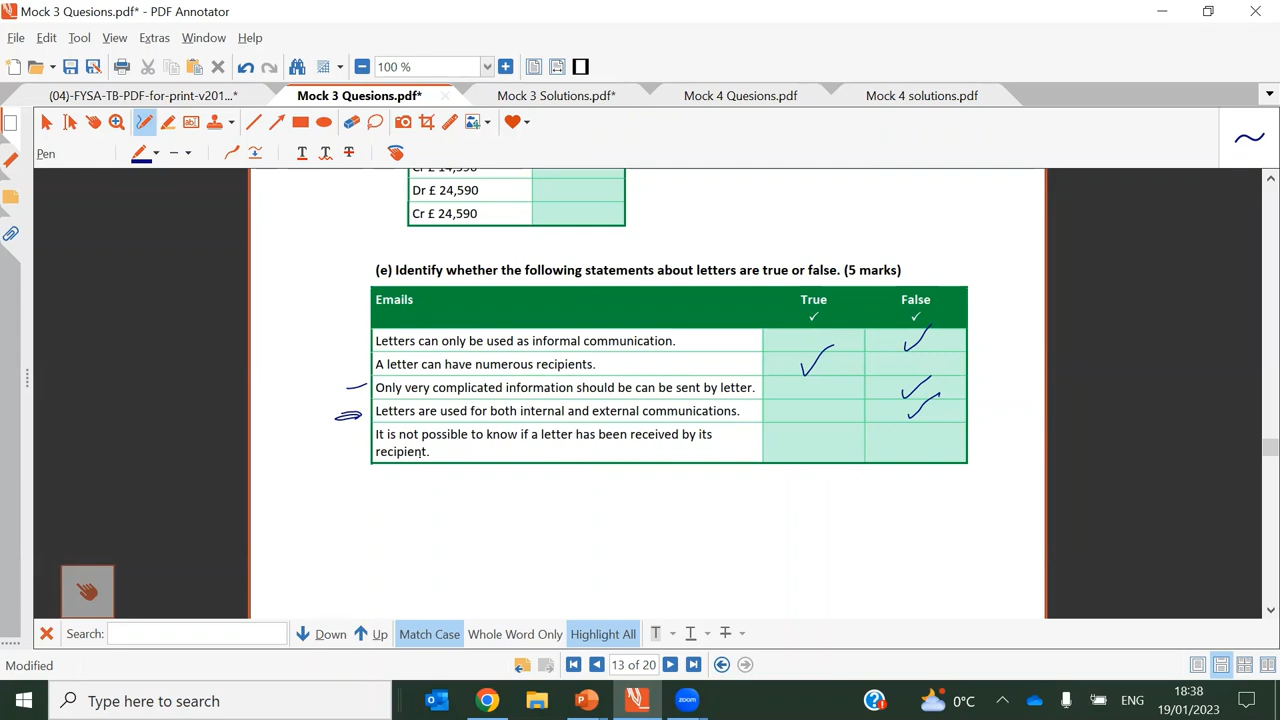 Mock 3 Quesions.pdf* - PDF Annotator
File Edit Tool View Extras Window Help
100 %
(04)-FYSA-TB-PDF-for-print-v201...* Mock 3 Quesions.pdf* Mock 3 Solutions.pdf* Mock 4 Quesions.pdf Mock 4 solutions.pdf
Pen
Dr £ 24,590
Cr £ 24,590
(e) Identify whether the following statements about letters are true or false. (5 marks)
Emails True False
✓ ✓
Letters can only be used as informal communication. ✓
A letter can have numerous recipients. ✓
Only very complicated information should be can be sent by letter. ✓
Letters are used for both internal and external communications. ✓
It is not possible to know if a letter has been received by its
recipient.
Search: Down Up Match Case Whole Word Only Highlight All
Modified 13 of 20
Type here to search 0°C ENG 18:38
19/01/2023